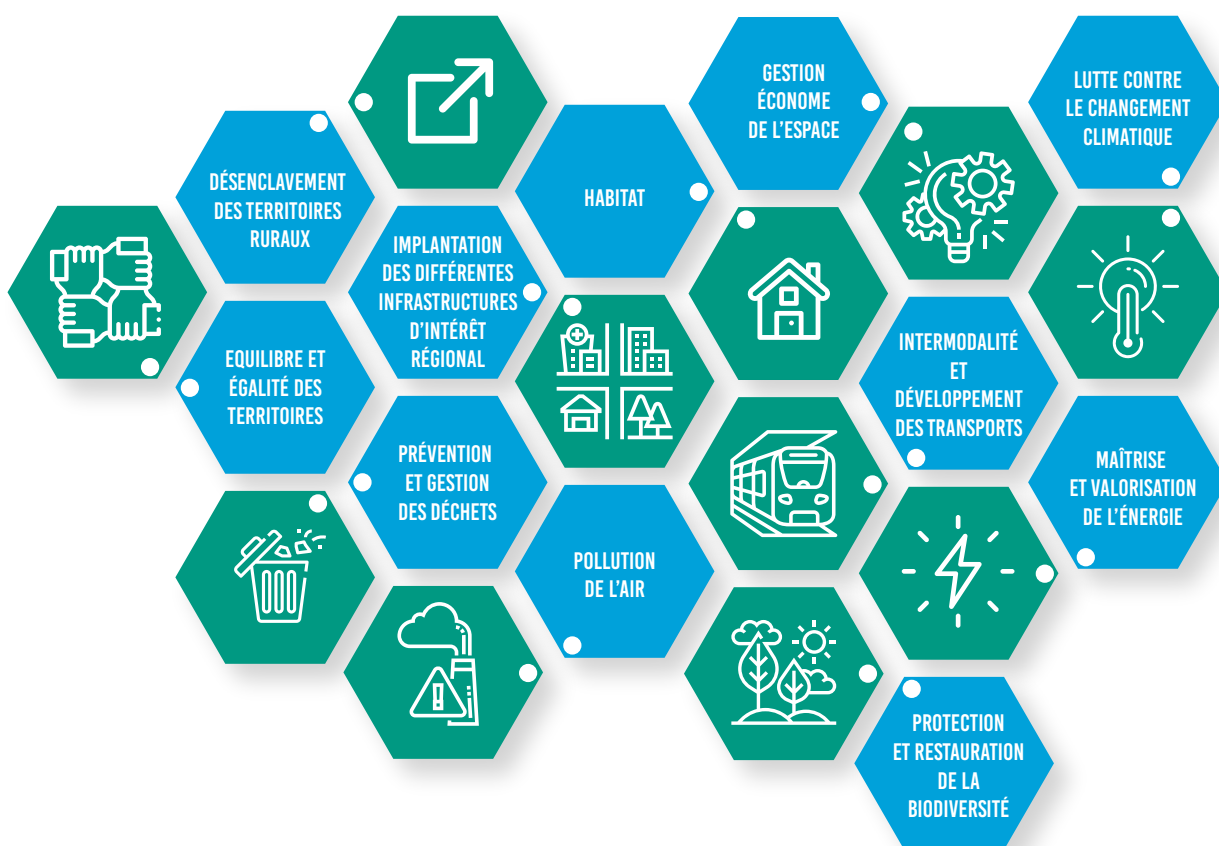 GESTION
ÉCONOME
DE L'ESPACE
LUTTE CONTRE
LE CHANGEMENT
CLIMATIQUE
DÉSENCLAVEMENT
DES TERRITOIRES
RURAUX
HABITAT
IMPLANTATION
DES DIFFÉRENTES
INFRASTRUCTURES
D'INTÉRÊT
RÉGIONAL
EQUILIBRE ET
ÉGALITÉ DES
TERRITOIRES
INTERMODALITÉ
ET
DÉVELOPPEMENT
DES TRANSPORTS
PRÉVENTION
ET GESTION
DES DÉCHETS
MAÎTRISE
ET VALORISATION
DE L'ÉNERGIE
POLLUTION
DE L'AIR
PROTECTION
ET RESTAURATION
DE LA
BIODIVERSITÉ